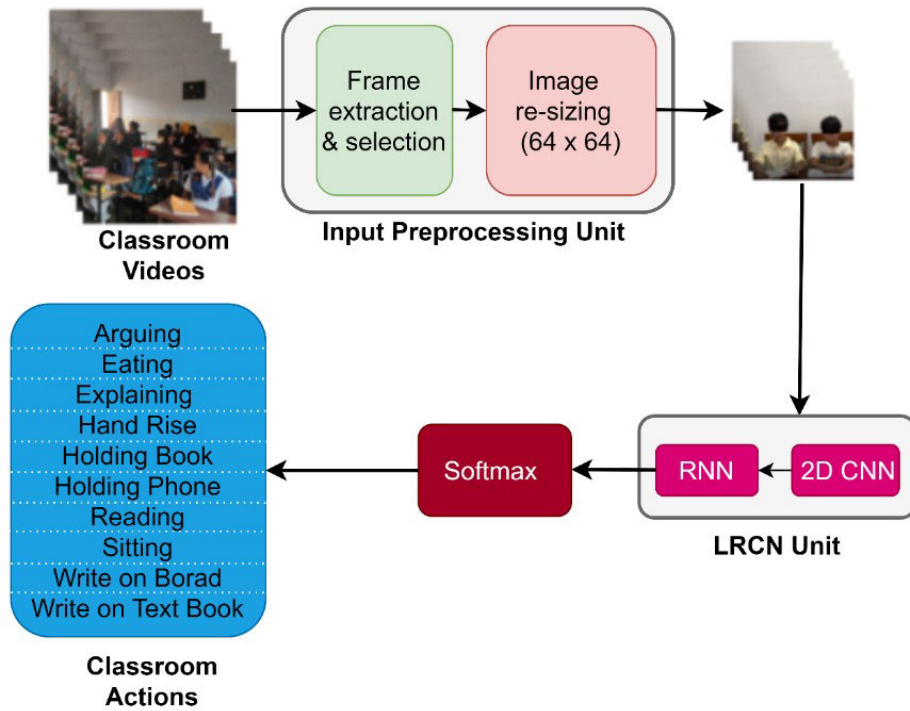 Frame
extraction
& selection
Image
re-sizing
(64 x 64)
Input Preprocessing Unit
Classroom
Videos
Arguing
Eating
Explaining
Hand Rise
Holding Book
Holding Phone
Reading
Sitting
Write on Borad
Write on Text Book
Classroom
Actions
Softmax
RNN
2D CNN
LRCN Unit